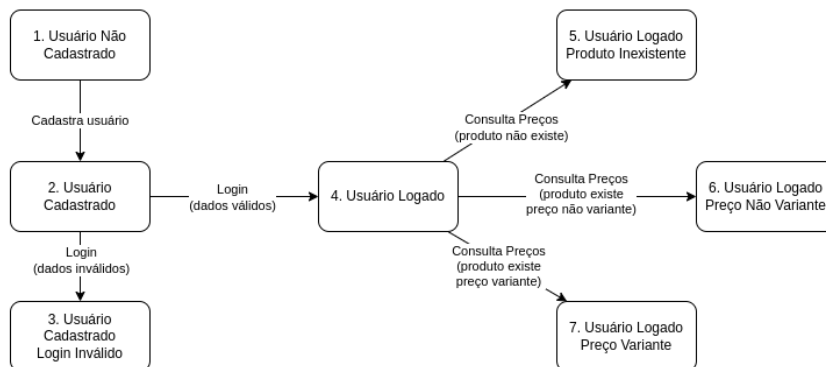 1. Usuário Não
Cadastrado
Cadastra usuário
2. Usuário
Cadastrado
Login
(dados inválidos)
3. Usuário
Cadastrado
Login Inválido
Login
(dados válidos)
4. Usuário Logado
Consulta Preços
(produto não existe)
5. Usuário Logado
Produto Inexistente
Consulta Preços
(produto existe
preço não variante)
6. Usuário Logado
Preço Não Variante
Consulta Preços
(produto existe
preço variante)
7. Usuário Logado
Preço Variante